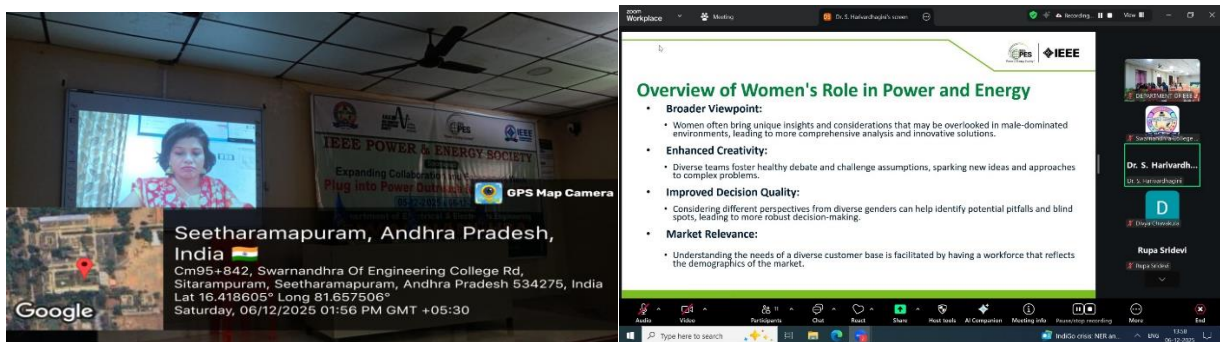 IEEE POWER & ENERGY SOCIETY
Expanding Collaboration
Plug into Power
GPS Map Camera
Seetharamapuram, Andhra Pradesh,
India
Cm95+842, Swarnandhra Of Engineering College Rd,
Sitarampuram, Seetharamapuram, Andhra Pradesh 534275, India
Lat 16.418605° Long 81.657506°
Saturday, 06/12/2025 01:56 PM GMT +05:30
Google
zoom
Workplace
Meeting
Dr. S. Harivardhagini's screen
Recording...
View
PES
IEEE
Overview of Women's Role in Power and Energy
• Broader Viewpoint:
• Women often bring unique insights and considerations that may be overlooked in male-dominated
environments, leading to more comprehensive analysis and innovative solutions.
• Enhanced Creativity:
• Diverse teams foster healthy debate and challenge assumptions, sparking new ideas and approaches
to complex problems.
• Improved Decision Quality:
• Considering different perspectives from diverse genders can help identify potential pitfalls and blind
spots, leading to more robust decision-making.
• Market Relevance:
• Understanding the needs of a diverse customer base is facilitated by having a workforce that reflects
the demographics of the market.
DEPARTMENT OF EEE
Swarnandhra College...
Dr. S. Harivardh...
Dr. S. Harivardhagini
D
Rupa Sridevi
Rupa Sridevi
Audio
Video
Participants
11
Chat
React
Share
Host tools
AI Companion
Meeting info
Pause/stop recording
More
End
Type here to search
IndiGo crisis: NER an...
ENG
13:58
06-12-2025